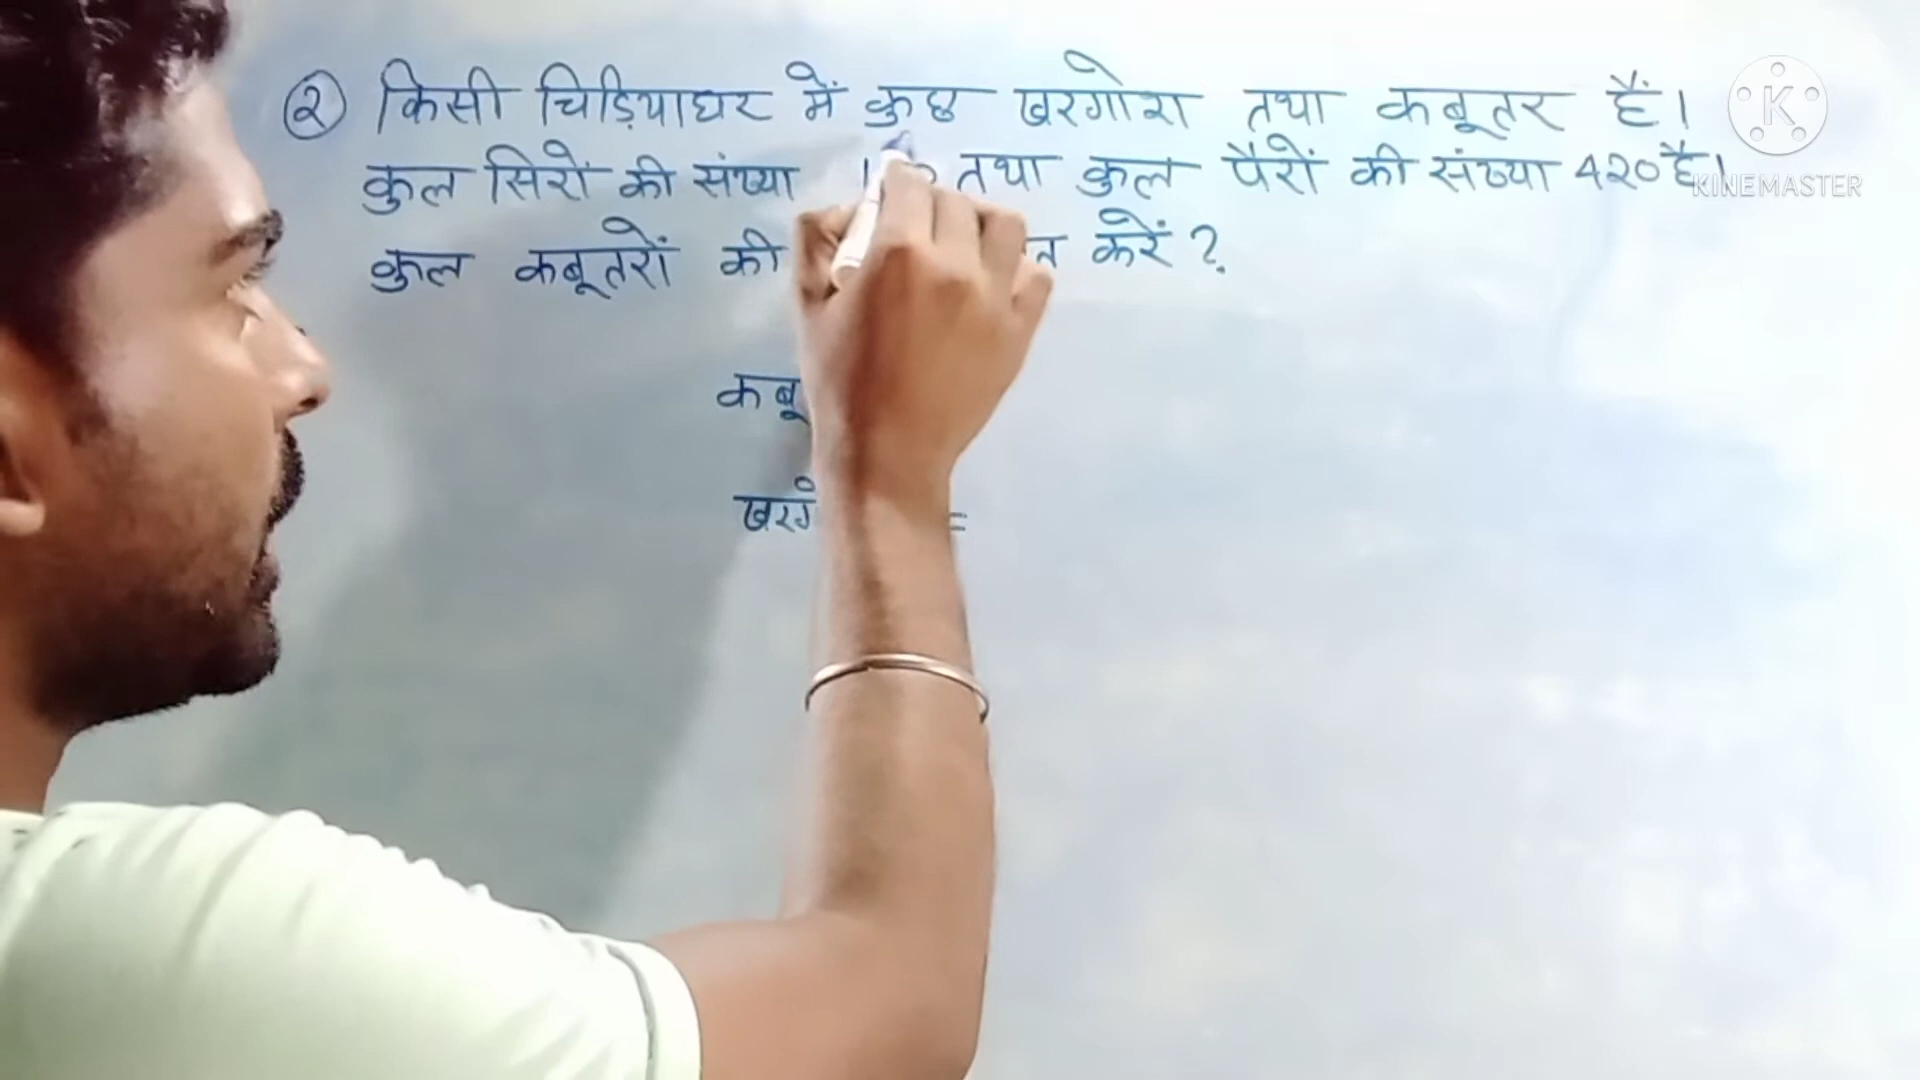 ② किसी चिड़ियाघर में कुछ खरगोश तथा कबूतर हैं।
कुल सिरों की संख्या तथा कुल पैरों की संख्या 420 है।
कुल कबूतरों की करें ?
=
K
KINEMASTER